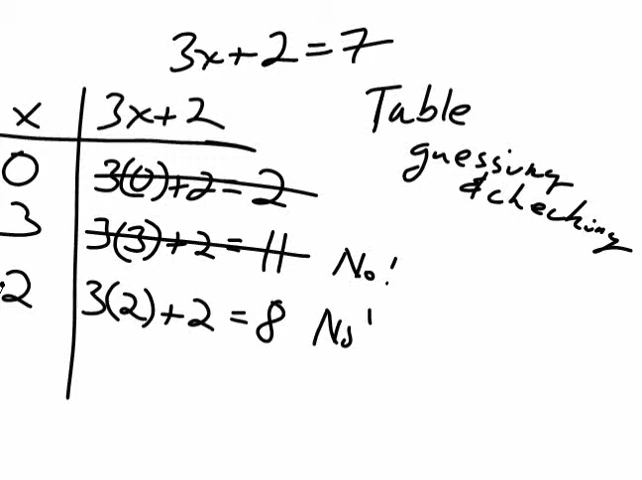 3x+2=7
x 3x+2
0 3(0)+2=2
3 3(3)+2=11 No!
2 3(2)+2=8 No!
Table
guessing
& checking